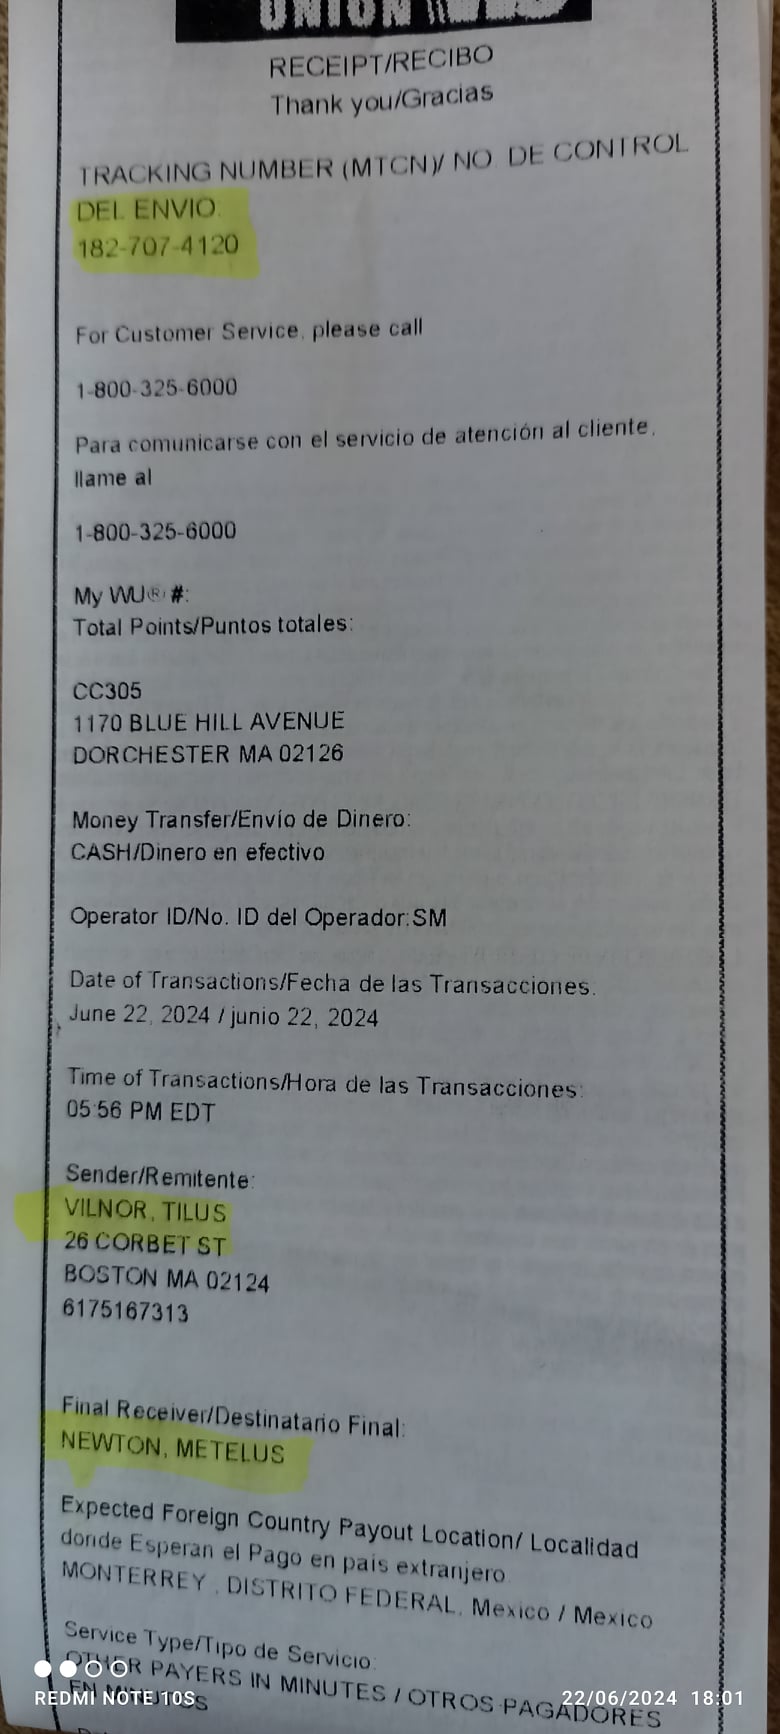 UNION
RECEIPT/RECIBO
Thank you/Gracias
TRACKING NUMBER (MTCN)/ NO. DE CONTROL
DEL ENVIO.
182-707-4120
For Customer Service, please call
1-800-325-6000
Para comunicarse con el servicio de atención al cliente,
llame al
1-800-325-6000
My WU® #:
Total Points/Puntos totales:
CC305
1170 BLUE HILL AVENUE
DORCHESTER MA 02126
Money Transfer/Envío de Dinero:
CASH/Dinero en efectivo
Operator ID/No. ID del Operador:SM
Date of Transactions/Fecha de las Transacciones:
June 22, 2024 / junio 22, 2024
Time of Transactions/Hora de las Transacciones:
05:56 PM EDT
Sender/Remitente:
VILNOR, TILUS
26 CORBET ST
BOSTON MA 02124
6175167313
Final Receiver/Destinatario Final:
NEWTON, METELUS
Expected Foreign Country Payout Location/ Localidad
donde Esperan el Pago en país extranjero
MONTERREY , DISTRITO FEDERAL, Mexico / Mexico
Service Type/Tipo de Servicio:
OTHER PAYERS IN MINUTES / OTROS PAGADORES
EN MINUTOS
REDMI NOTE 10S
22/06/2024 18:01